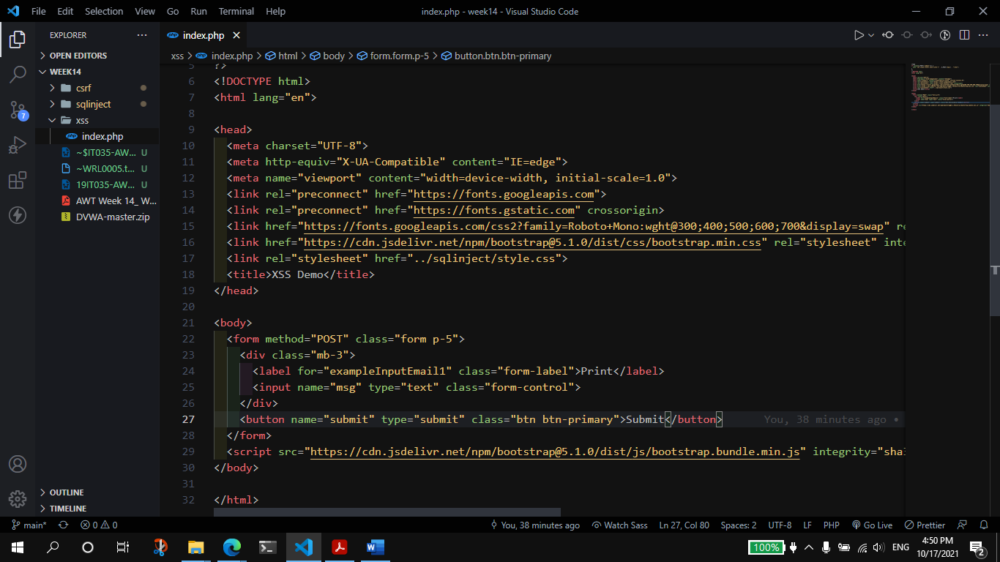 File Edit Selection View Go Run Terminal Help index.php - week14 - Visual Studio Code
EXPLORER
index.php
xss > index.php > html > body > form.form.p-5 > button.btn.btn-primary
OPEN EDITORS
WEEK14
csrf
sqlinject
xss
index.php
~$IT035-AW... U
~WRL0005.t... U
19IT035-AW... U
AWT Week 14_ W...
DVWA-master.zip
7
OUTLINE
TIMELINE
5 ?>
6 <!DOCTYPE html>
7 <html lang="en">
8
9 <head>
10 <meta charset="UTF-8">
11 <meta http-equiv="X-UA-Compatible" content="IE=edge">
12 <meta name="viewport" content="width=device-width, initial-scale=1.0">
13 <link rel="preconnect" href="https://fonts.googleapis.com">
14 <link rel="preconnect" href="https://fonts.gstatic.com" crossorigin>
15 <link href="https://fonts.googleapis.com/css2?family=Roboto+Mono:wght@300;400;500;600;700&display=swap" re
16 <link href="https://cdn.jsdelivr.net/npm/bootstrap@5.1.0/dist/css/bootstrap.min.css" rel="stylesheet" inte
17 <link rel="stylesheet" href="../sqlinject/style.css">
18 <title>XSS Demo</title>
19 </head>
20
21 <body>
22 <form method="POST" class="form p-5">
23 <div class="mb-3">
24 <label for="exampleInputEmail1" class="form-label">Print</label>
25 <input name="msg" type="text" class="form-control">
26 </div>
27 <button name="submit" type="submit" class="btn btn-primary">Submit</button> You, 38 minutes ago •
28 </form>
29 <script src="https://cdn.jsdelivr.net/npm/bootstrap@5.1.0/dist/js/bootstrap.bundle.min.js" integrity="sha
30 </body>
31
32 </html>
main* 0 0 You, 38 minutes ago Watch Sass Ln 27, Col 80 Spaces: 2 UTF-8 LF PHP Go Live Prettier
100% ENG 4:50 PM
10/17/2021
2